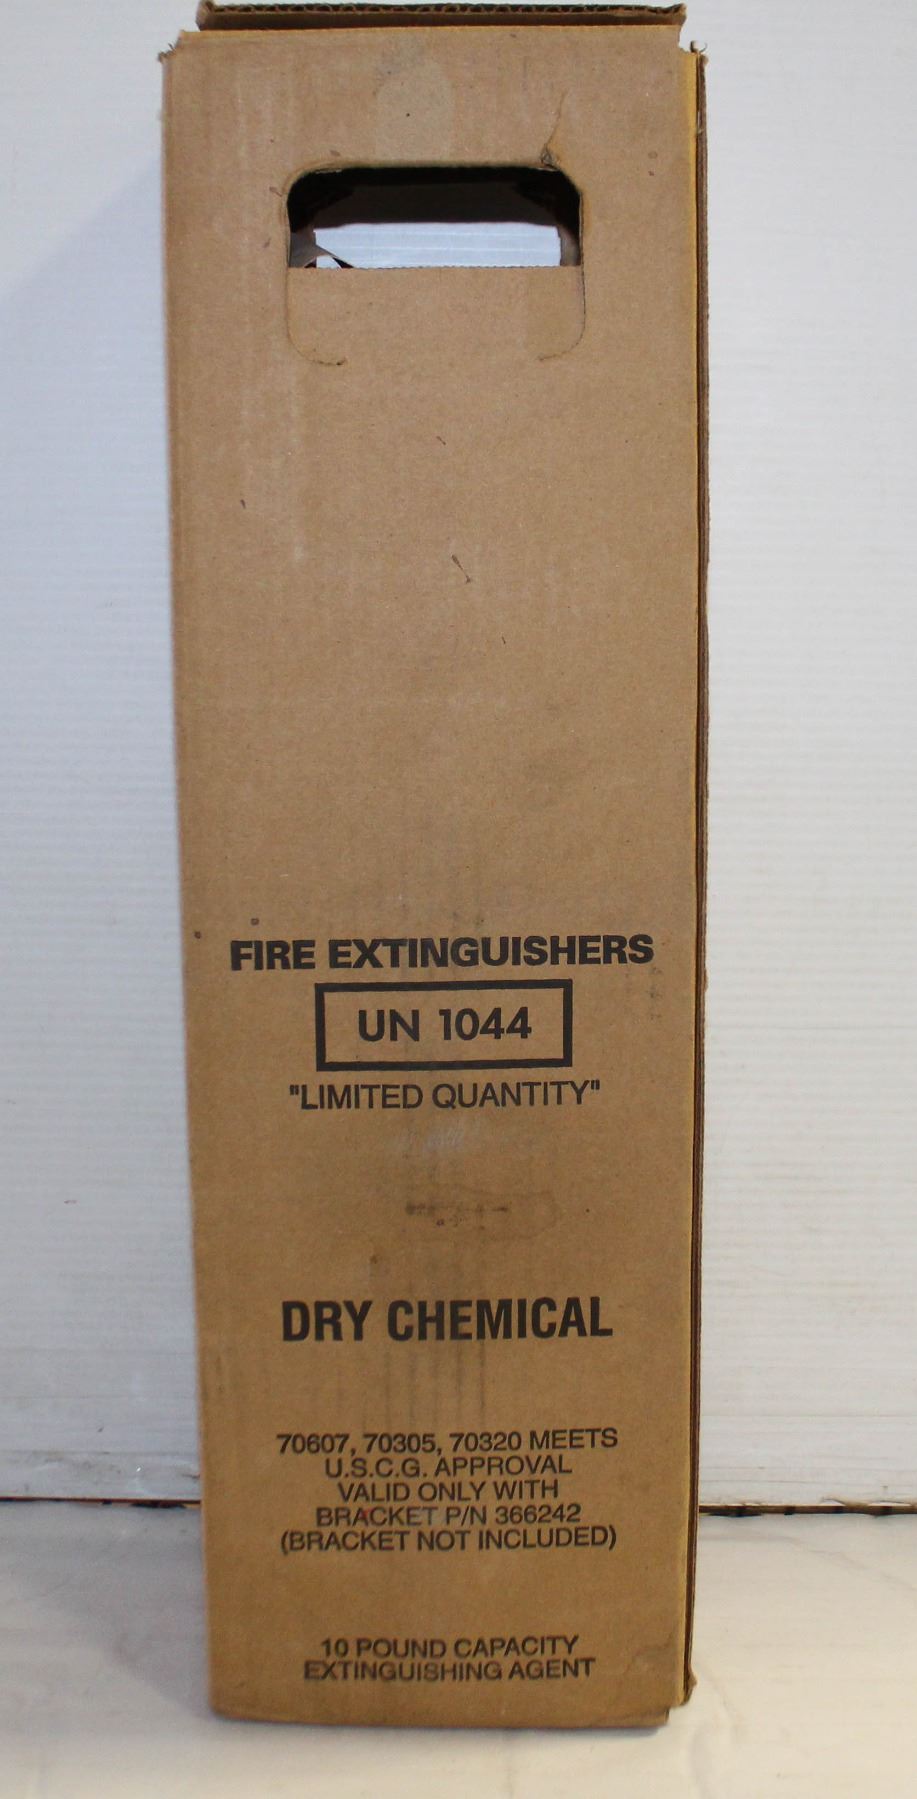 FIRE EXTINGUISHERS
UN 1044
"LIMITED QUANTITY"
DRY CHEMICAL
70607, 70305, 70320 MEETS
U.S.C.G. APPROVAL
VALID ONLY WITH
BRACKET P/N 366242
(BRACKET NOT INCLUDED)
10 POUND CAPACITY
EXTINGUISHING AGENT